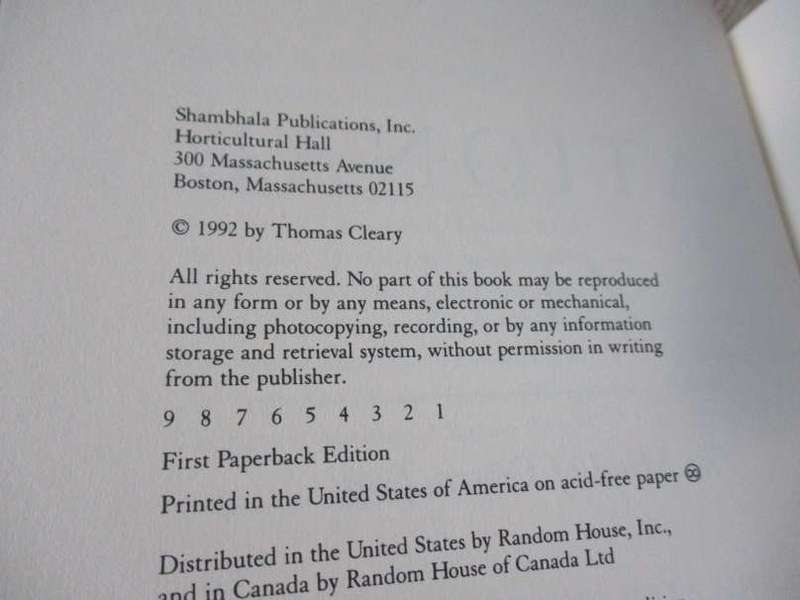 Shambhala Publications, Inc.
Horticultural Hall
300 Massachusetts Avenue
Boston, Massachusetts 02115
© 1992 by Thomas Cleary
All rights reserved. No part of this book may be reproduced
in any form or by any means, electronic or mechanical,
including photocopying, recording, or by any information
storage and retrieval system, without permission in writing
from the publisher.
9 8 7 6 5 4 3 2 1
First Paperback Edition
Printed in the United States of America on acid-free paper ♾
Distributed in the United States by Random House, Inc.,
and in Canada by Random House of Canada Ltd